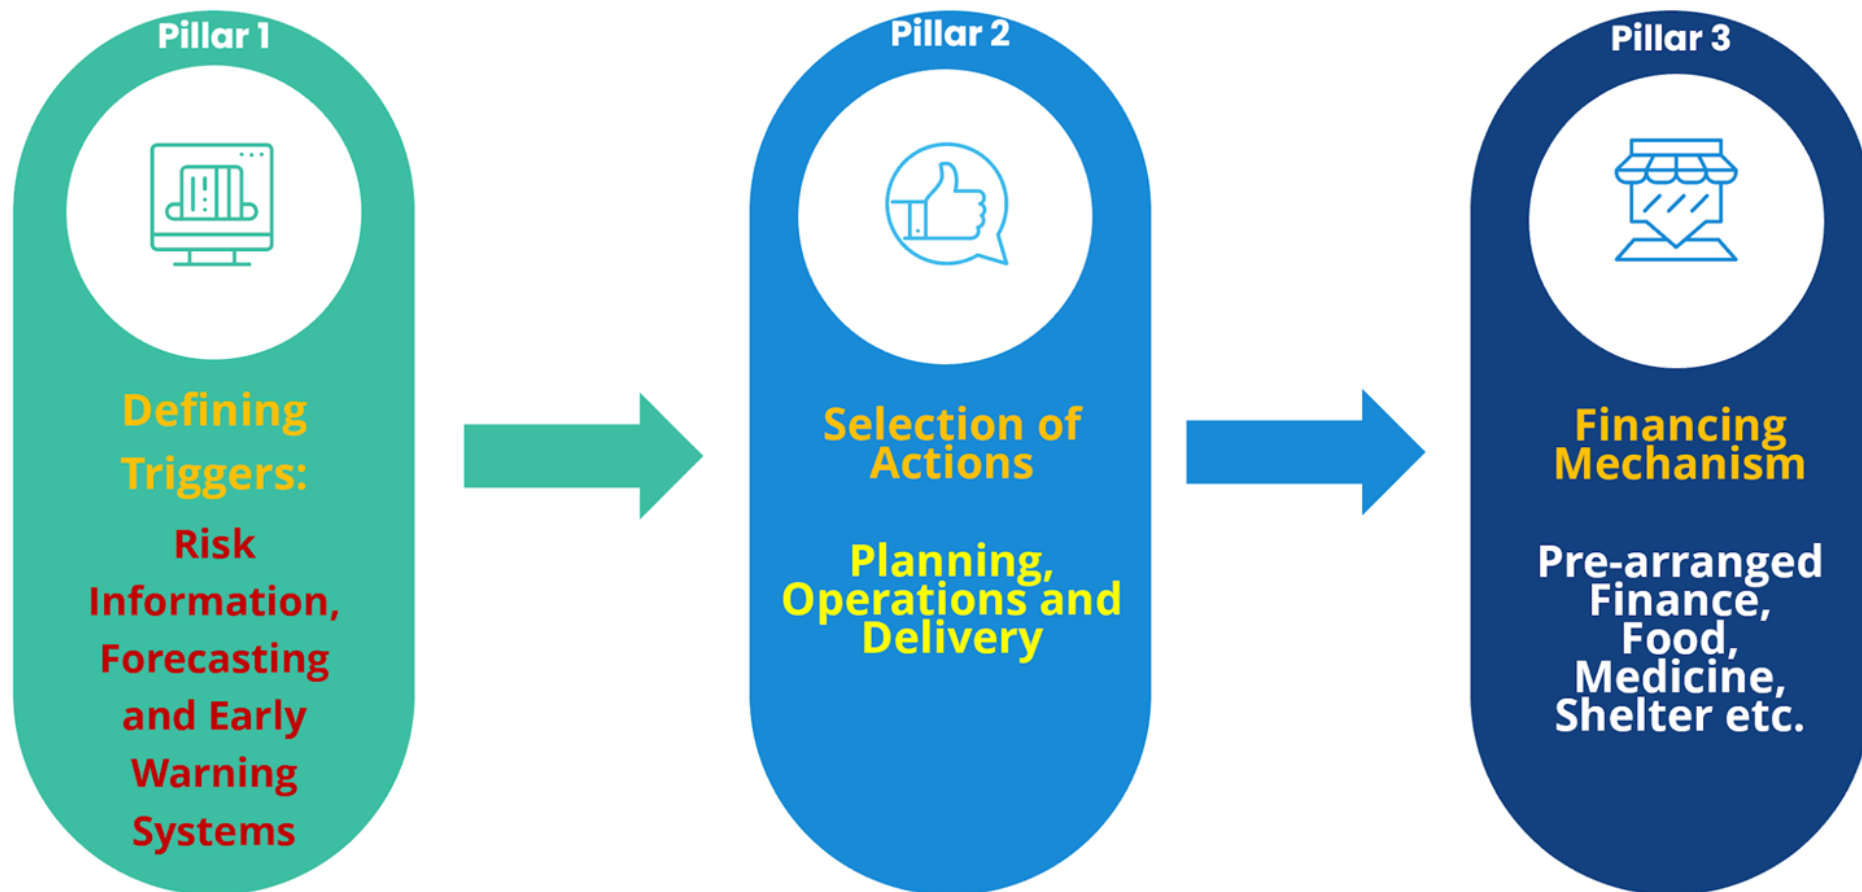 Pillar 1
Defining
Triggers:
Risk
Information,
Forecasting
and Early
Warning
Systems
Pillar 2
Selection of
Actions
Planning,
Operations and
Delivery
Pillar 3
Financing
Mechanism
Pre-arranged
Finance,
Food,
Medicine,
Shelter etc.